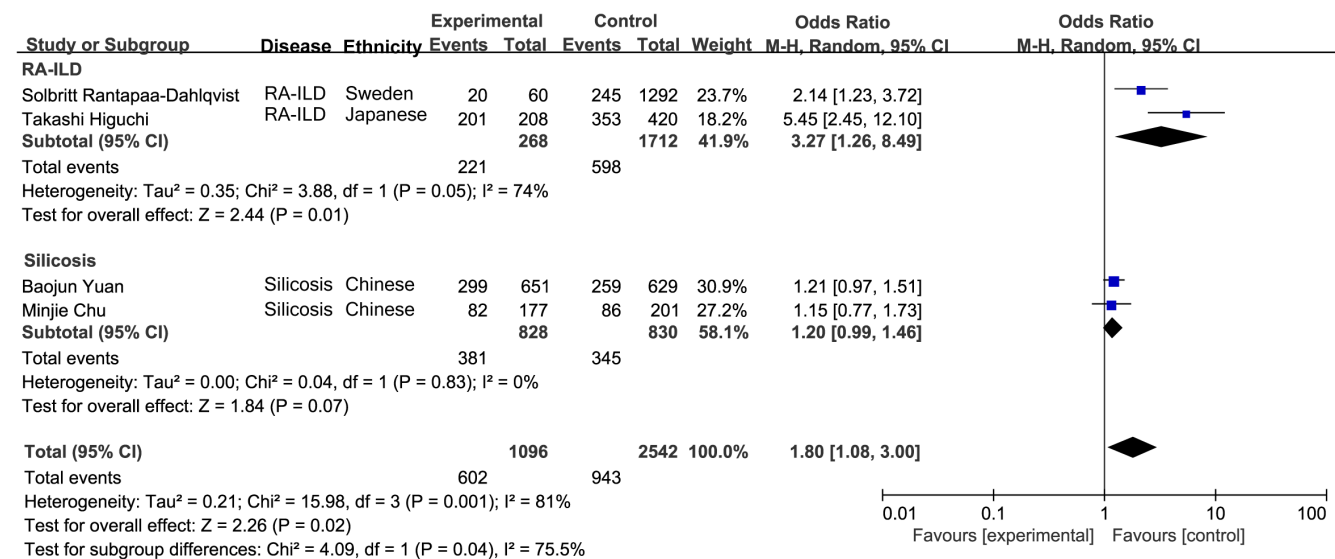 Experimental Control Odds Ratio Odds Ratio
Study or Subgroup Disease Ethnicity Events Total Events Total Weight M-H, Random, 95% CI M-H, Random, 95% CI
RA-ILD
Solbritt Rantapaa-Dahlqvist RA-ILD Sweden 20 60 245 1292 23.7% 2.14 [1.23, 3.72]
Takashi Higuchi RA-ILD Japanese 201 208 353 420 18.2% 5.45 [2.45, 12.10]
Subtotal (95% CI) 268 1712 41.9% 3.27 [1.26, 8.49]
Total events 221 598
Heterogeneity: Tau² = 0.35; Chi² = 3.88, df = 1 (P = 0.05); I² = 74%
Test for overall effect: Z = 2.44 (P = 0.01)
Silicosis
Baojun Yuan Silicosis Chinese 299 651 259 629 30.9% 1.21 [0.97, 1.51]
Minjie Chu Silicosis Chinese 82 177 86 201 27.2% 1.15 [0.77, 1.73]
Subtotal (95% CI) 828 830 58.1% 1.20 [0.99, 1.46]
Total events 381 345
Heterogeneity: Tau² = 0.00; Chi² = 0.04, df = 1 (P = 0.83); I² = 0%
Test for overall effect: Z = 1.84 (P = 0.07)
Total (95% CI) 1096 2542 100.0% 1.80 [1.08, 3.00]
Total events 602 943
Heterogeneity: Tau² = 0.21; Chi² = 15.98, df = 3 (P = 0.001); I² = 81%
Test for overall effect: Z = 2.26 (P = 0.02)
Test for subgroup differences: Chi² = 4.09, df = 1 (P = 0.04), I² = 75.5%
0.01 0.1 1 10 100
Favours [experimental] Favours [control]